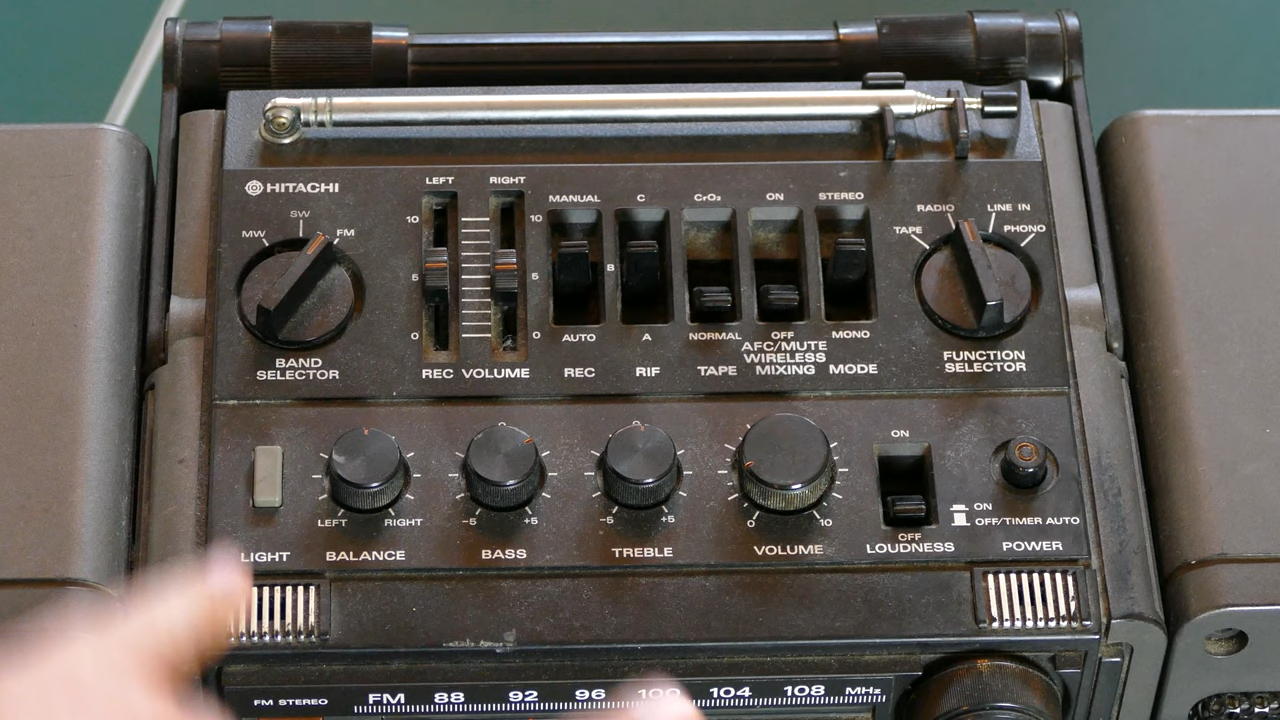 HITACHI
MW SW FM
BAND
SELECTOR
LEFT RIGHT
10 10
5 5
0 0
REC VOLUME
MANUAL C CrO₂ ON STEREO
B
AUTO A NORMAL OFF MONO
AFC/MUTE
WIRELESS
REC RIF TAPE MIXING MODE
TAPE RADIO LINE IN PHONO
FUNCTION
SELECTOR
LIGHT
LEFT RIGHT
BALANCE
-5 +5
BASS
-5 +5
TREBLE
0 10
VOLUME
ON
OFF
LOUDNESS
ON
OFF/TIMER AUTO
POWER
FM STEREO
FM 88 92 96 100 104 108 MHz